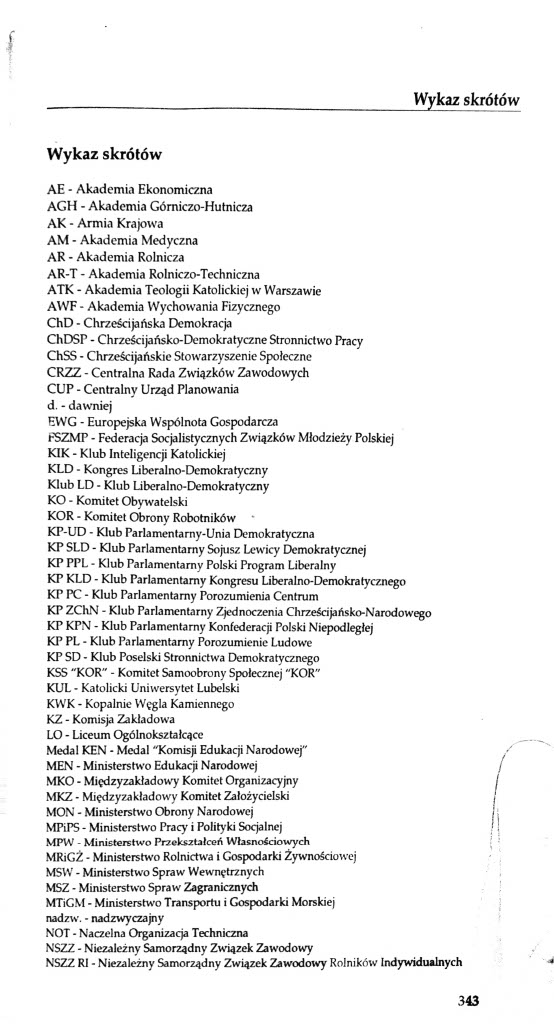 Wykaz skrótów
Wykaz skrótów
AE - Akademia Ekonomiczna
AGH - Akademia Górniczo-Hutnicza
AK - Armia Krajowa
AM - Akademia Medyczna
AR - Akademia Rolnicza
AR-T - Akademia Rolniczo-Techniczna
ATK - Akademia Teologii Katolickiej w Warszawie
AWF - Akademia Wychowania Fizycznego
ChD - Chrześcijańska Demokracja
ChDSP - Chrześcijańsko-Demokratyczne Stronnictwo Pracy
ChSS - Chrześcijańskie Stowarzyszenie Społeczne
CRZZ - Centralna Rada Związków Zawodowych
CUP - Centralny Urząd Planowania
d. - dawniej
EWG - Europejska Wspólnota Gospodarcza
FSZMP - Federacja Socjalistycznych Związków Młodzieży Polskiej
KIK - Klub Inteligencji Katolickiej
KLD - Kongres Liberalno-Demokratyczny
Klub LD - Klub Liberalno-Demokratyczny
KO - Komitet Obywatelski
KOR - Komitet Obrony Robotników
KP-UD - Klub Parlamentarny-Unia Demokratyczna
KP SLD - Klub Parlamentarny Sojusz Lewicy Demokratycznej
KP PPL - Klub Parlamentarny Polski Program Liberalny
KP KLD - Klub Parlamentarny Kongresu Liberalno-Demokratycznego
KP PC - Klub Parlamentarny Porozumienia Centrum
KP ZChN - Klub Parlamentarny Zjednoczenia Chrześcijańsko-Narodowego
KP KPN - Klub Parlamentarny Konfederacji Polski Niepodległej
KP PL - Klub Parlamentarny Porozumienie Ludowe
KP SD - Klub Poselski Stronnictwa Demokratycznego
KSS "KOR" - Komitet Samoobrony Społecznej "KOR"
KUL - Katolicki Uniwersytet Lubelski
KWK - Kopalnie Węgla Kamiennego
KZ - Komisja Zakładowa
LO - Liceum Ogólnokształcące
Medal KEN - Medal "Komisji Edukacji Narodowej"
MEN - Ministerstwo Edukacji Narodowej
MKO - Międzyzakładowy Komitet Organizacyjny
MKZ - Międzyzakładowy Komitet Założycielski
MON - Ministerstwo Obrony Narodowej
MPiPS - Ministerstwo Pracy i Polityki Socjalnej
MPW - Ministerstwo Przekształceń Własnościowych
MRiGŻ - Ministerstwo Rolnictwa i Gospodarki Żywnościowej
MSW - Ministerstwo Spraw Wewnętrznych
MSZ - Ministerstwo Spraw Zagranicznych
MTiGM - Ministerstwo Transportu i Gospodarki Morskiej
nadzw. - nadzwyczajny
NOT - Naczelna Organizacja Techniczna
NSZZ - Niezależny Samorządny Związek Zawodowy
NSZZ RI - Niezależny Samorządny Związek Zawodowy Rolników Indywidualnych
343